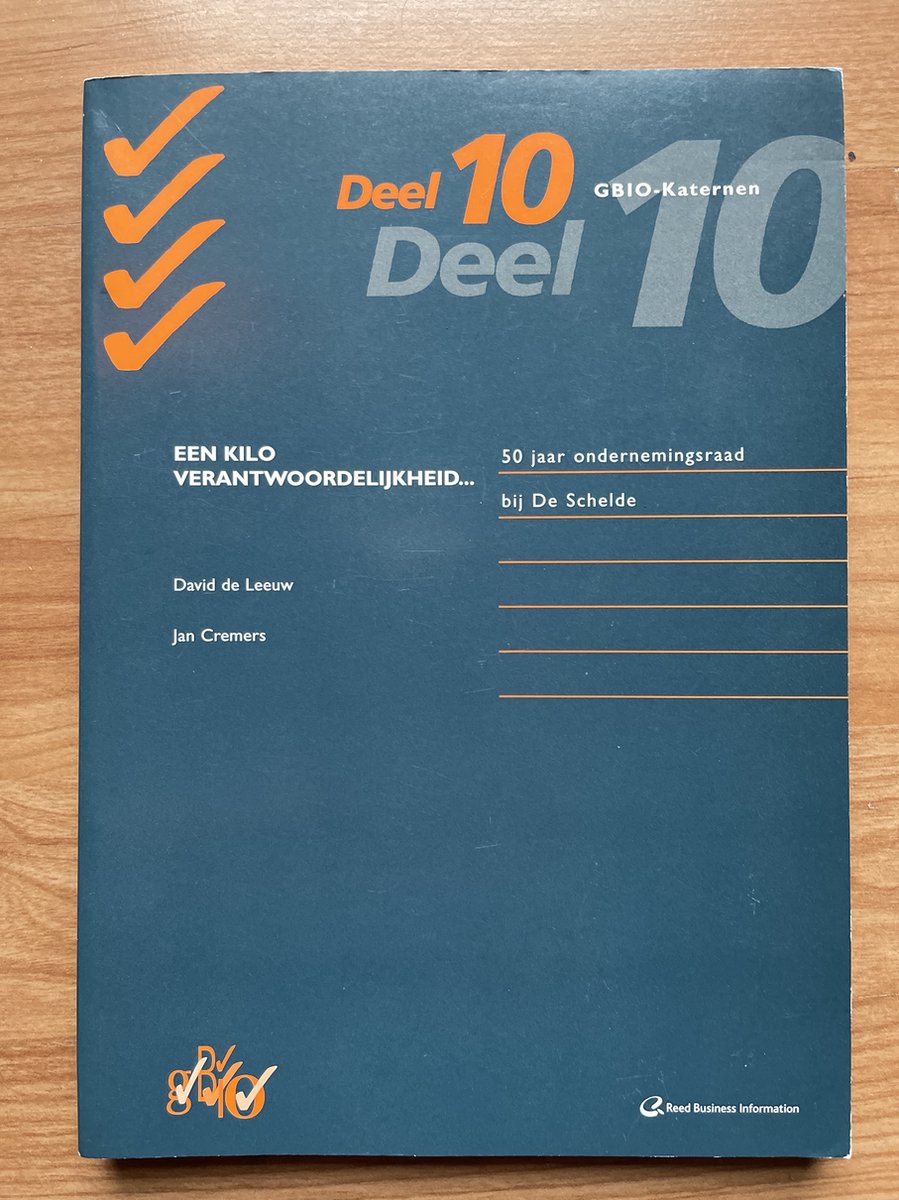 Deel 10
GBIO-Katernen
Deel 10
EEN KILO
VERANTWOORDELIJKHEID...
50 jaar ondernemingsraad
bij De Schelde
David de Leeuw
Jan Cremers
gbio
Reed Business Information